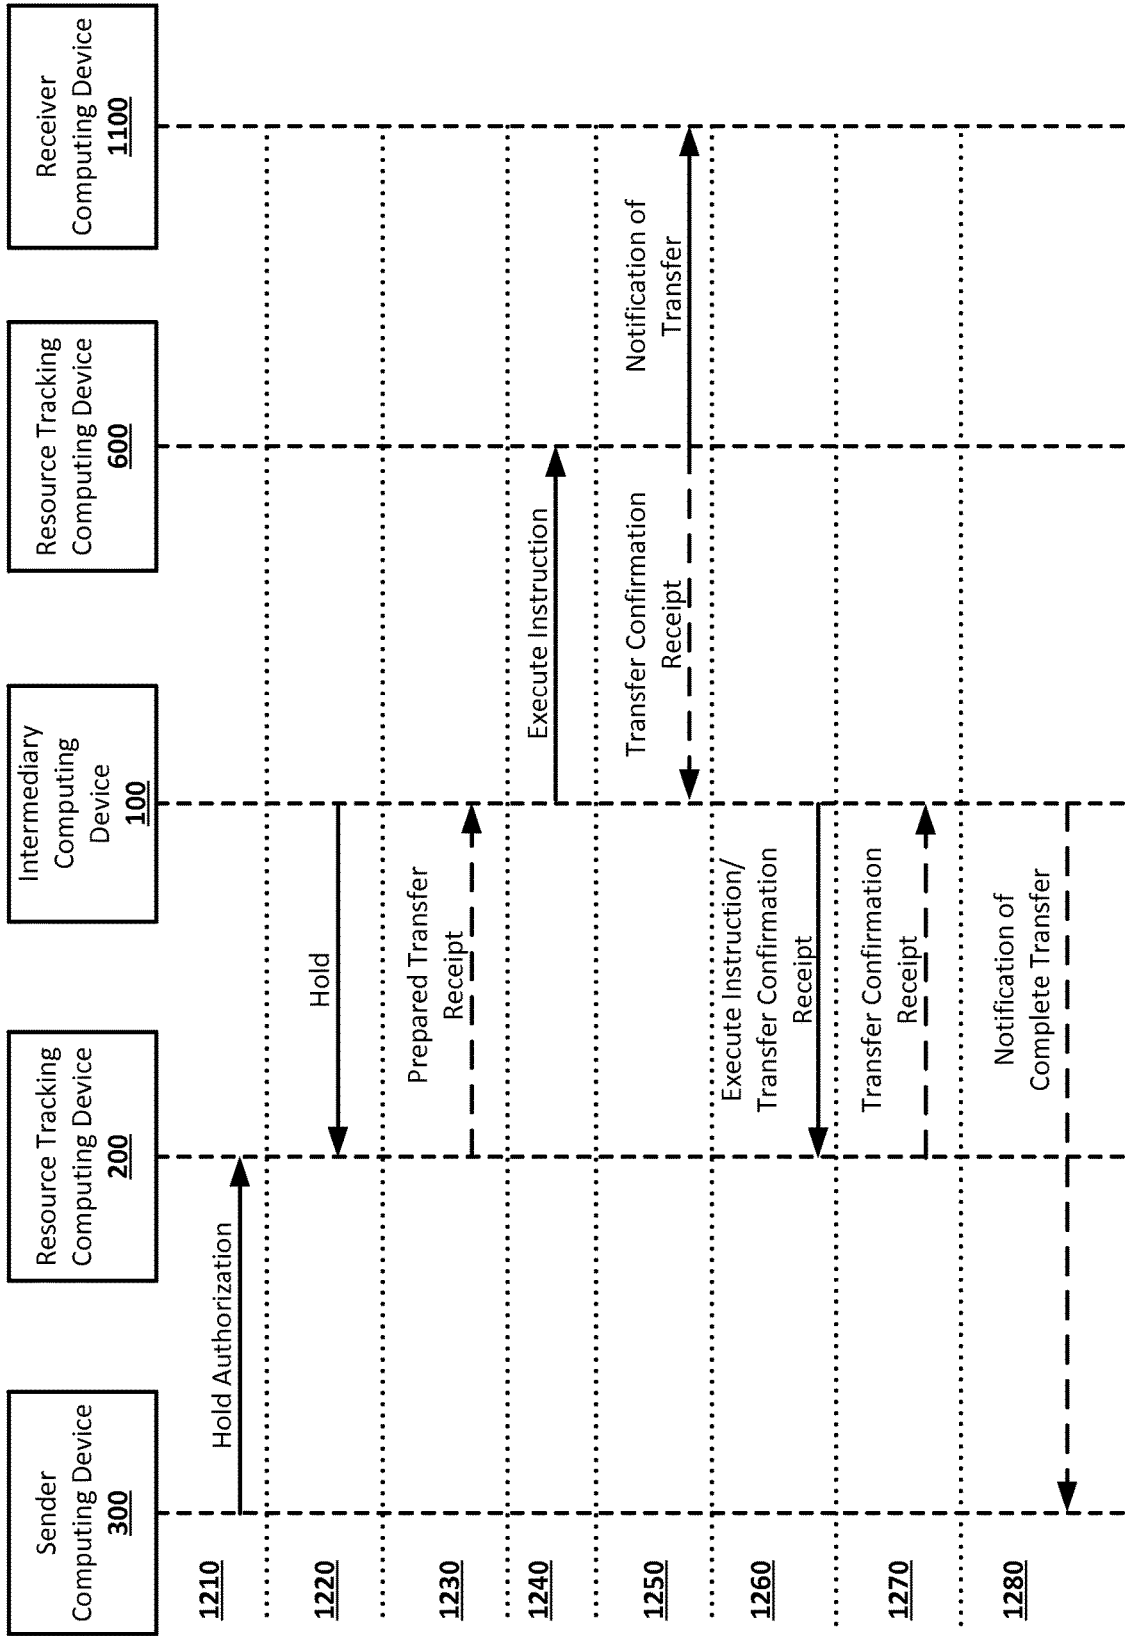 Sender
Computing Device
300
Resource Tracking
Computing Device
200
Intermediary
Computing
Device
100
Resource Tracking
Computing Device
600
Receiver
Computing Device
1100
1210
Hold Authorization
1220
Hold
1230
Prepared Transfer
Receipt
1240
Execute Instruction
1250
Transfer Confirmation
Receipt
Notification of
Transfer
1260
Execute Instruction/
Transfer Confirmation
Receipt
1270
Transfer Confirmation
Receipt
1280
Notification of
Complete Transfer